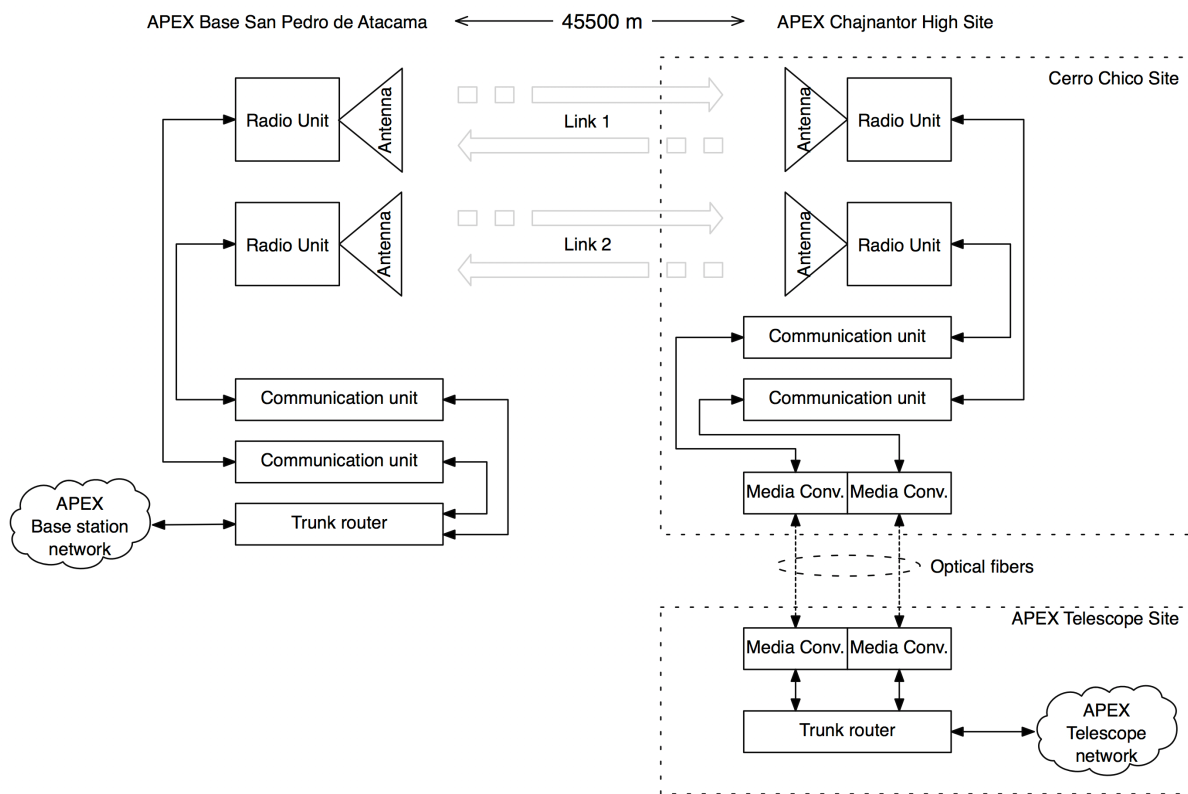 APEX Base San Pedro de Atacama
45500 m
APEX Chajnantor High Site
Cerro Chico Site
Radio Unit
Antenna
Link 1
Antenna
Radio Unit
Radio Unit
Antenna
Link 2
Antenna
Radio Unit
Communication unit
Communication unit
Communication unit
Communication unit
Media Conv.
Media Conv.
APEX
Base station
network
Trunk router
Optical fibers
APEX Telescope Site
Media Conv.
Media Conv.
Trunk router
APEX
Telescope
network